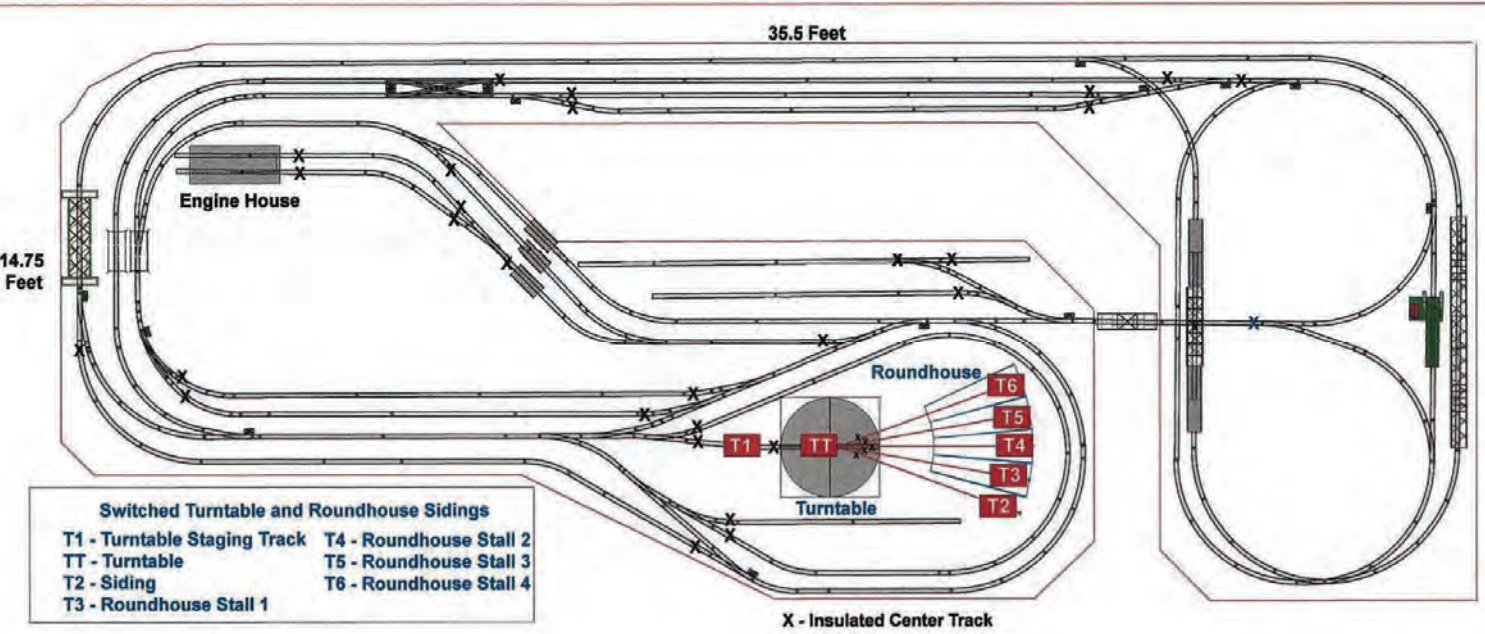 35.5 Feet
Engine House
14.75
Feet
Roundhouse
T6
T5
T1
TT
T4
T3
T2
Turntable
Switched Turntable and Roundhouse Sidings
T1 - Turntable Staging Track T4 - Roundhouse Stall 2
TT - Turntable T5 - Roundhouse Stall 3
T2 - Siding T6 - Roundhouse Stall 4
T3 - Roundhouse Stall 1
X - Insulated Center Track